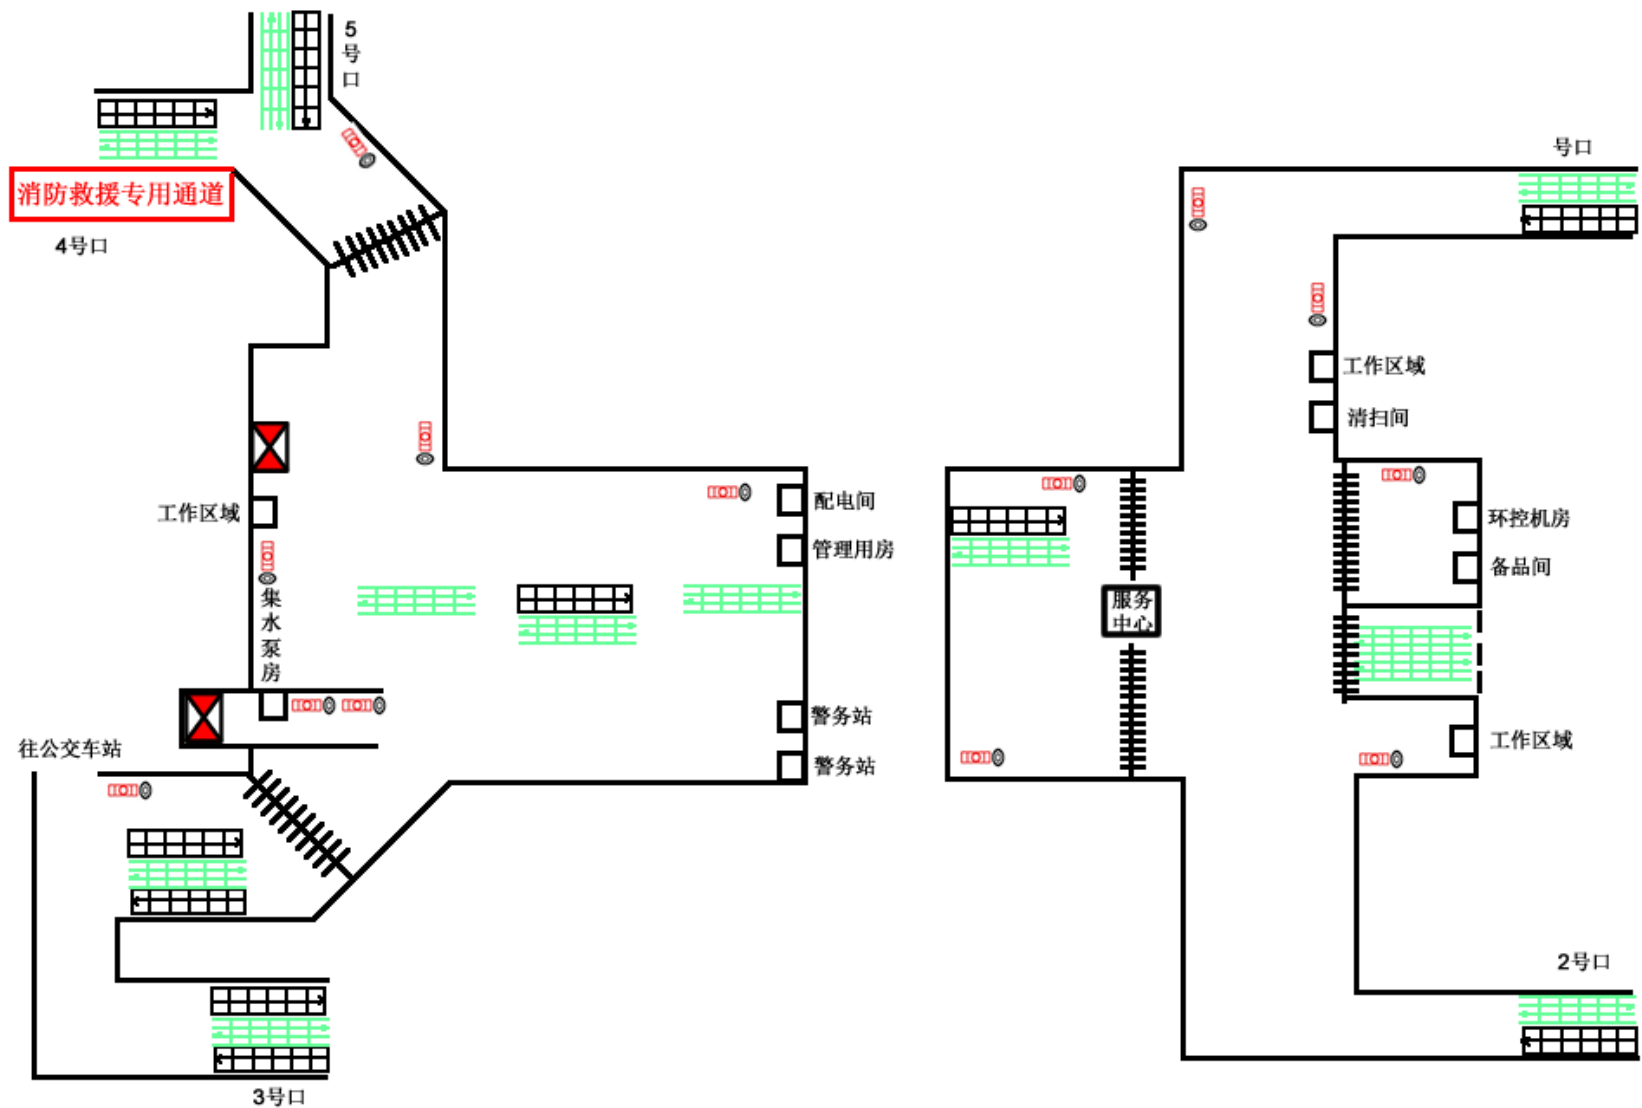 5号口
号口
消防救援专用通道
4号口
工作区域
清扫间
配电间
工作区域
环控机房
管理用房
备品间
集水泵房
服务
中心
警务站
往公交车站
工作区域
警务站
2号口
3号口